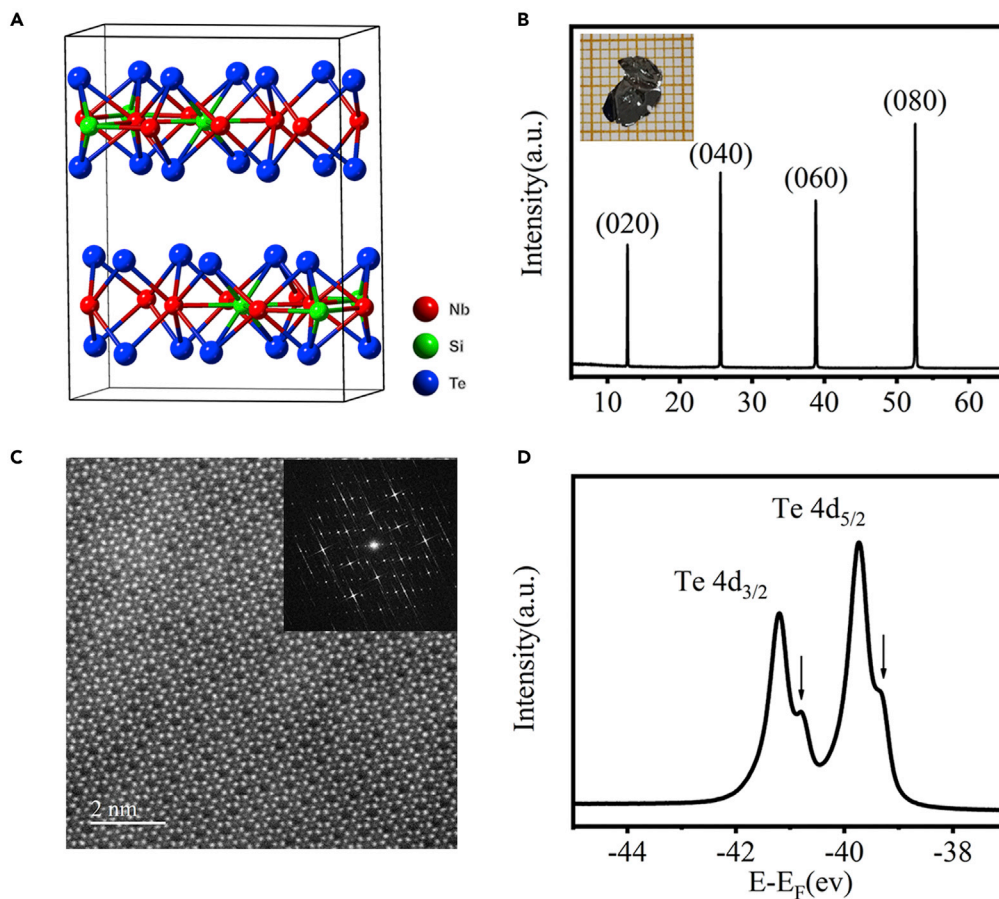 A
Nb
Si
Te
B
Intensity(a.u.)
(020)
(040)
(060)
(080)
10 20 30 40 50 60
C
2 nm
D
Intensity(a.u.)
Te 4d3/2
Te 4d5/2
-44 -42 -40 -38
E-EF(ev)